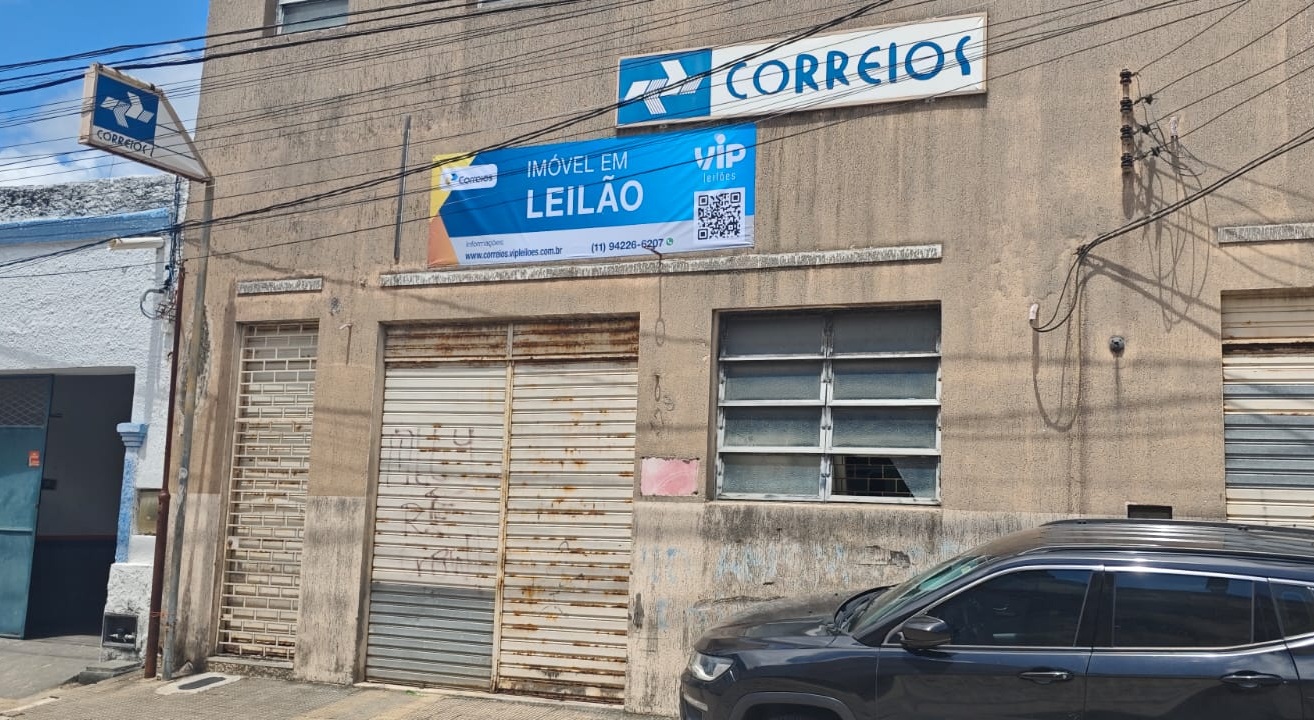 CORREIOS
CORREIOS
Correios
IMÓVEL EM
LEILÃO
VIP
leilões
Informações:
www.correios.vipleiloes.com.br
(11) 94226-6207